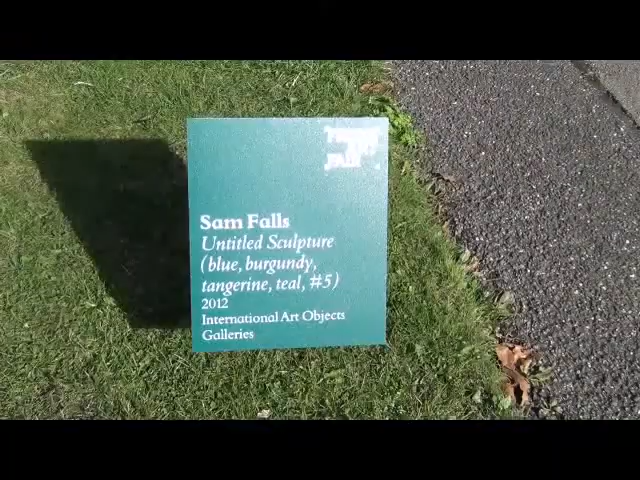 Sam Falls
Untitled Sculpture
(blue, burgundy,
tangerine, teal, #5)
2012
International Art Objects
Galleries